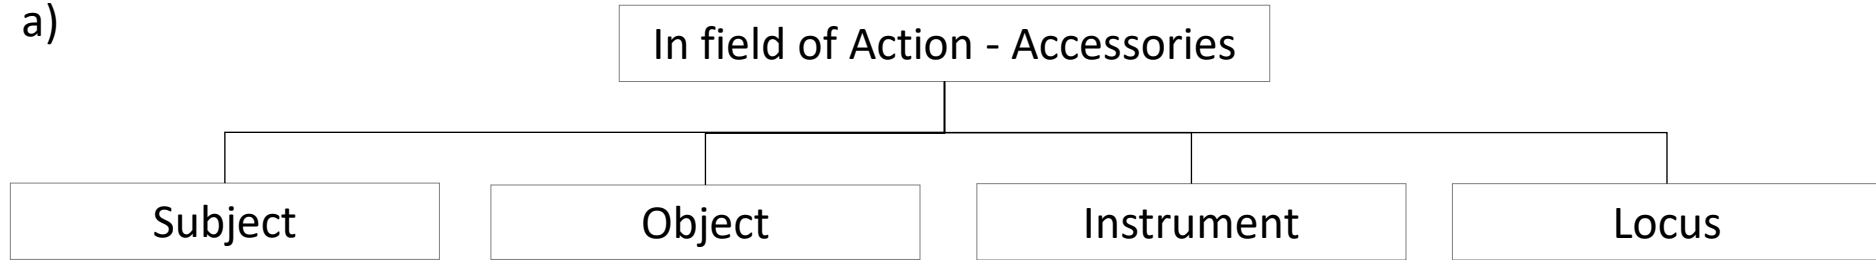 a)
In field of Action - Accessories
Subject
Object
Instrument
Locus